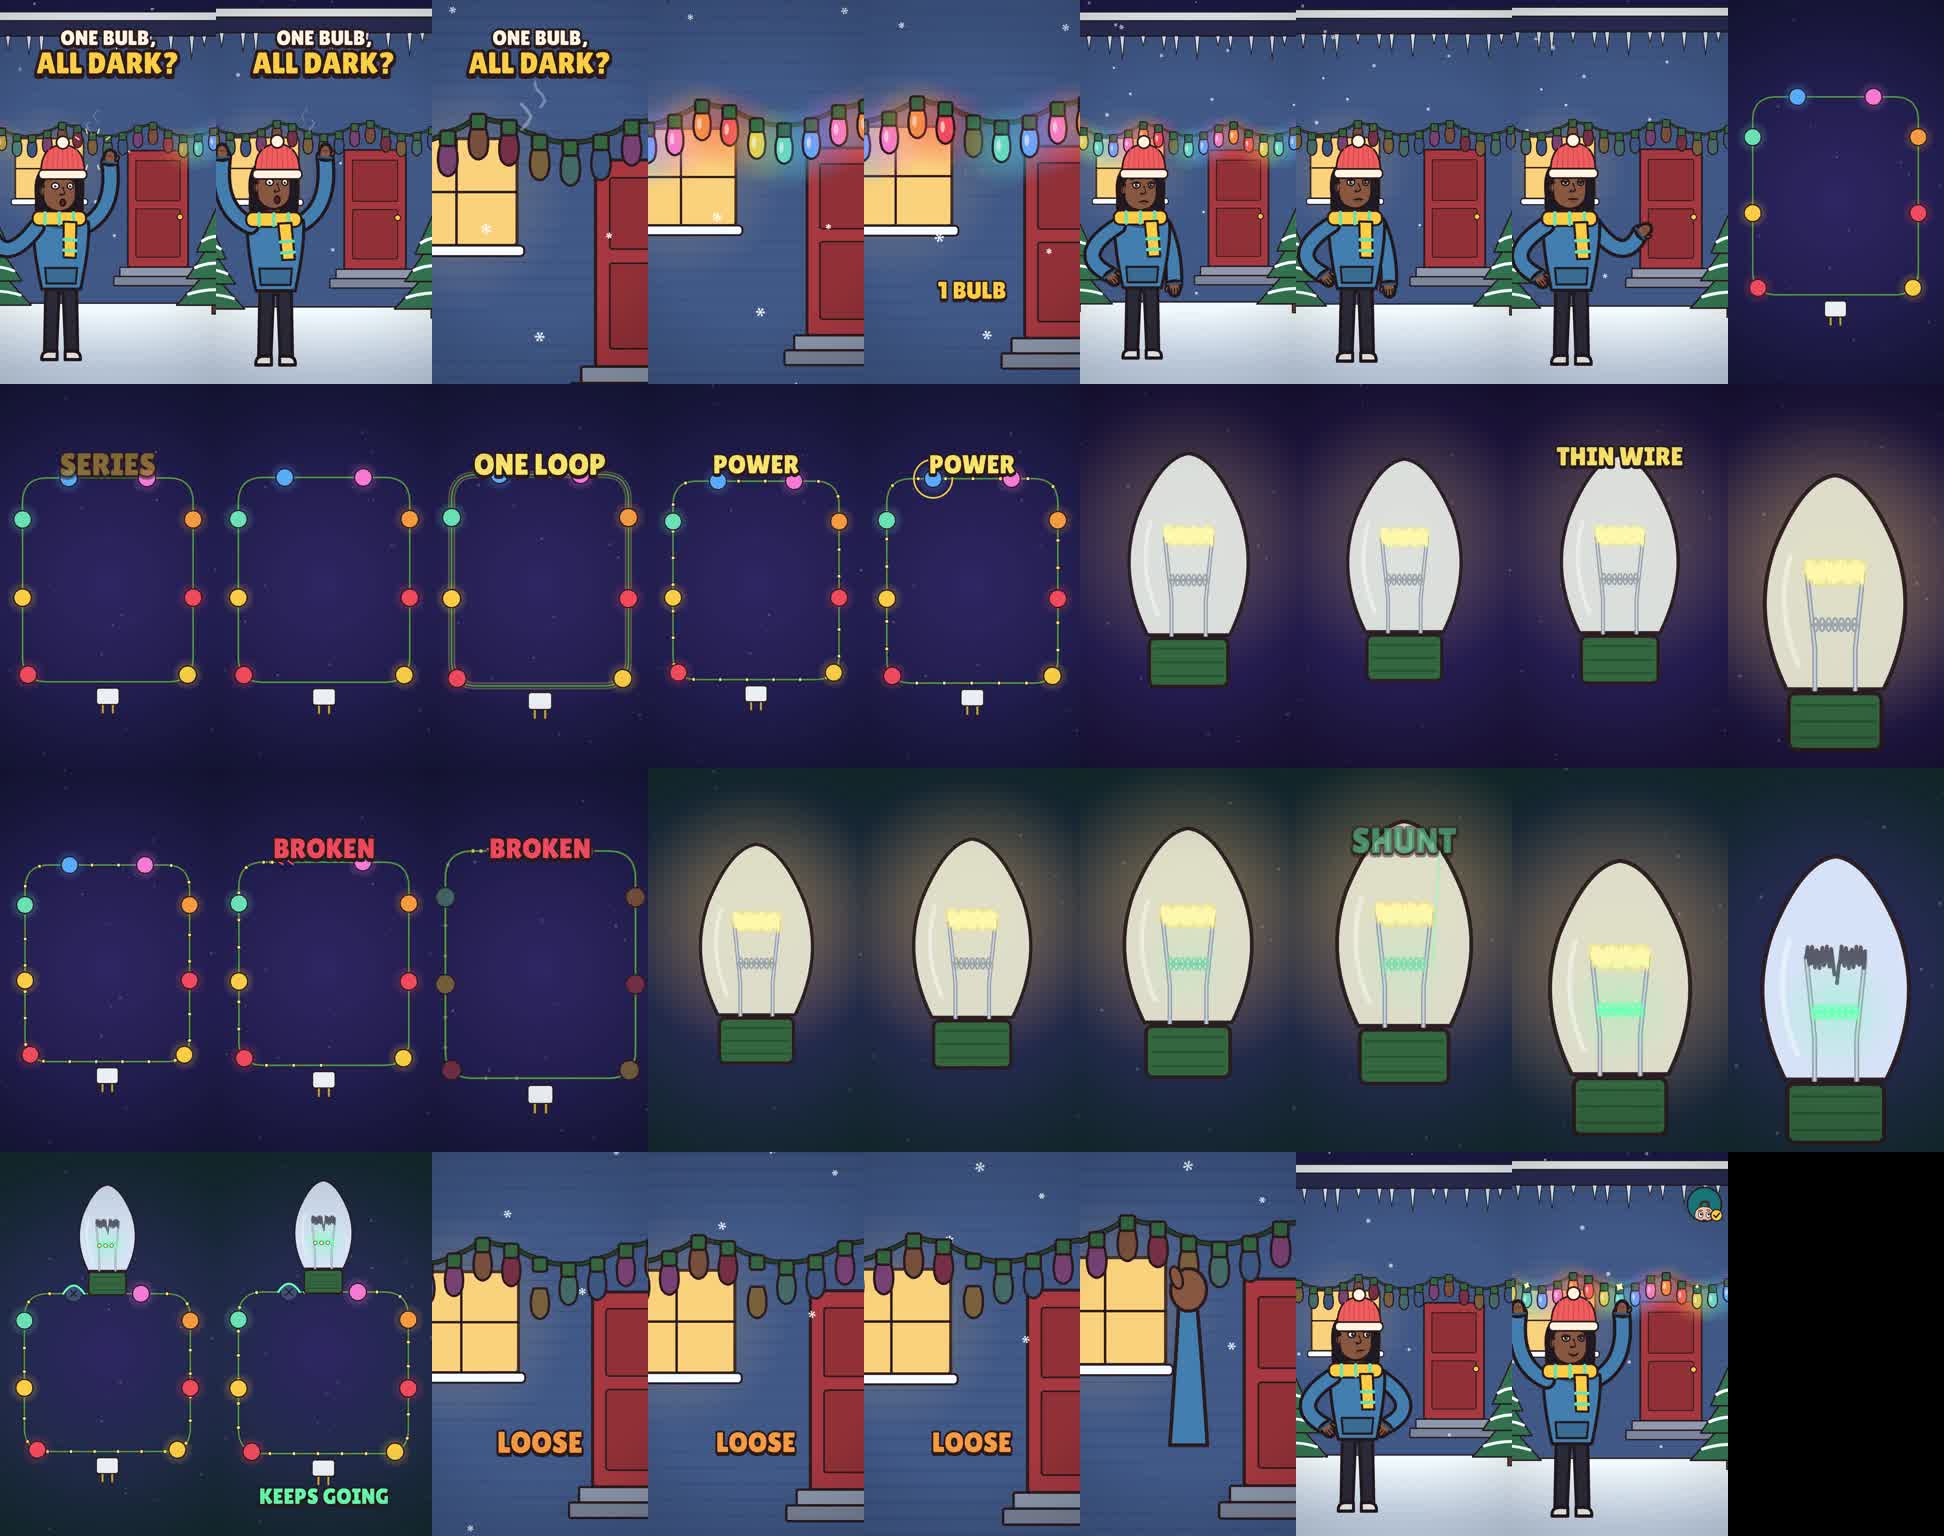 ONE BULB,
ALL DARK?
ONE BULB,
ALL DARK?
ONE BULB,
ALL DARK?
1 BULB
SERIES
ONE LOOP
POWER
POWER
THIN WIRE
BROKEN
BROKEN
SHUNT
KEEPS GOING
LOOSE
LOOSE
LOOSE